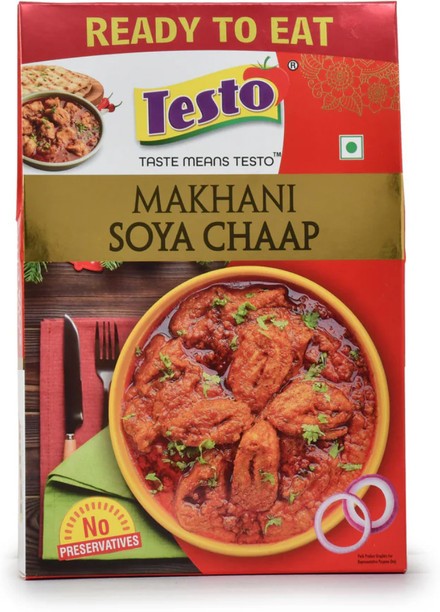 READY TO EAT
Testo®
TASTE MEANS TESTO™
MAKHANI
SOYA CHAAP
No
PRESERVATIVES